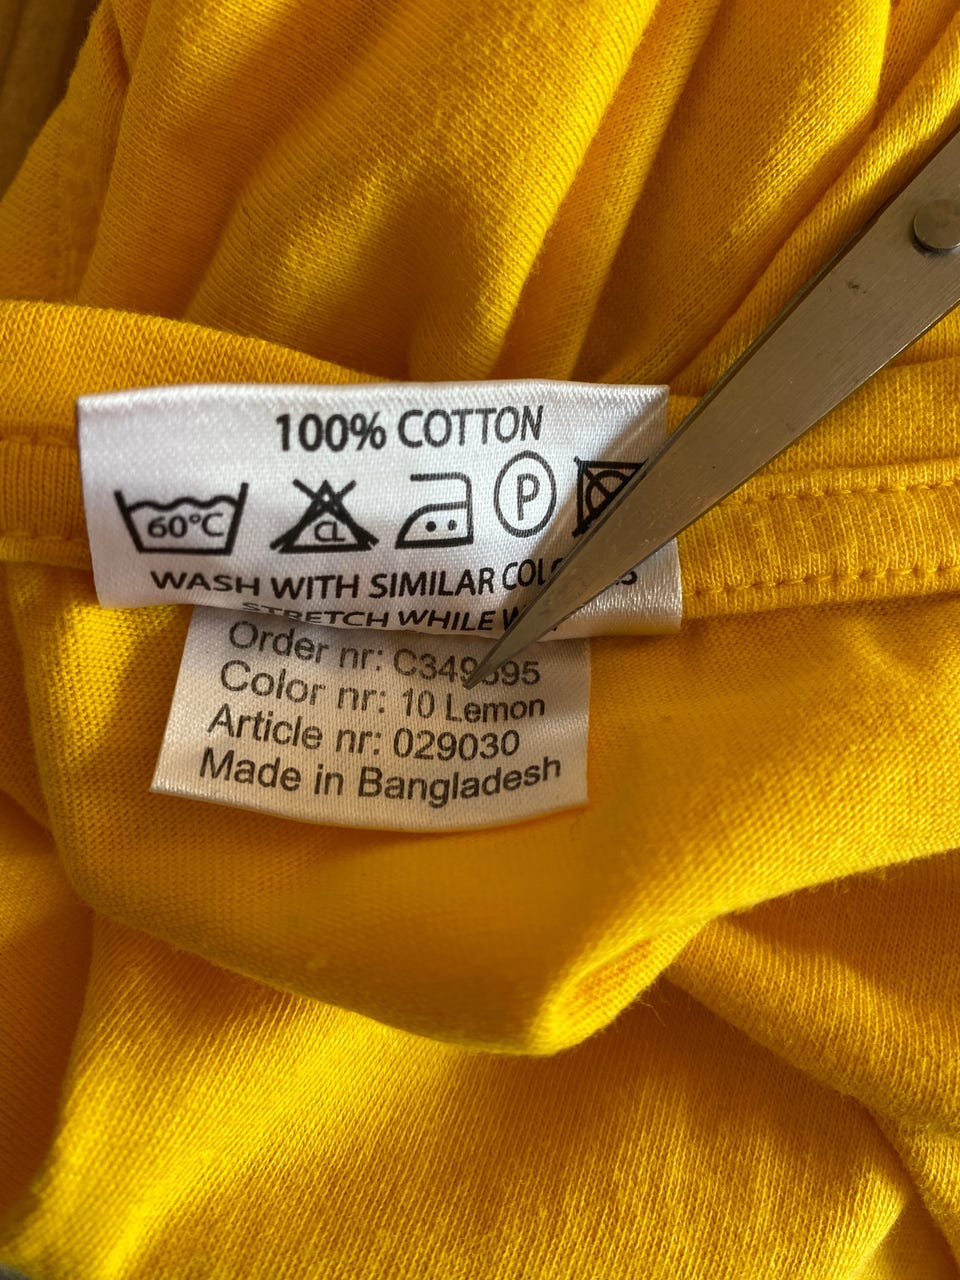 100% COTTON
60°C CL P
WASH WITH SIMILAR
STRETCH WHILE
Order nr:
Color nr: 10 Lemon
Article nr: 029030
Made in Bangladesh